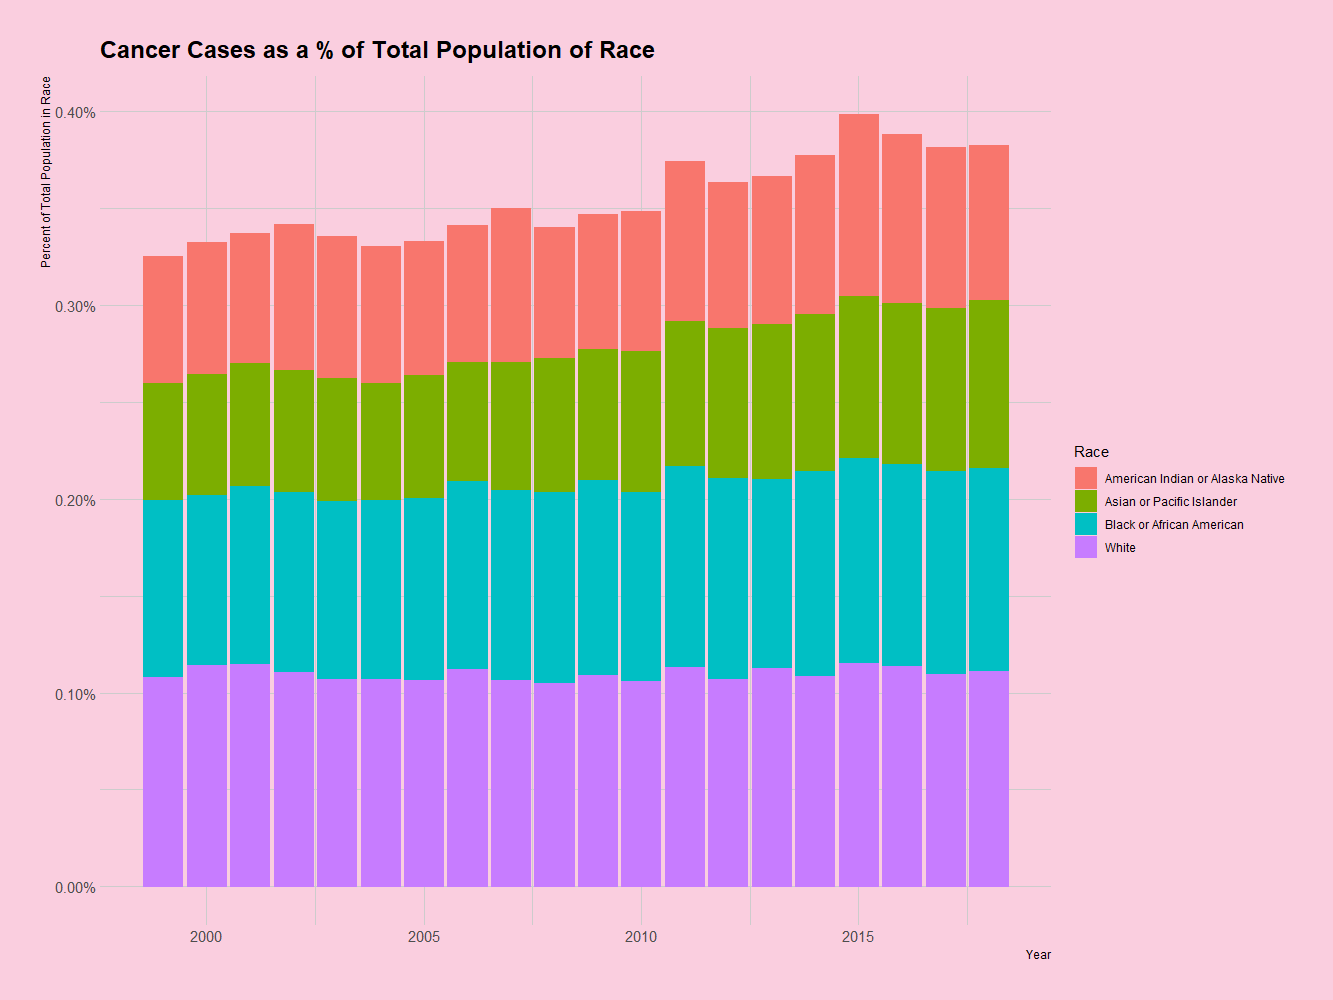 Cancer Cases as a % of Total Population of Race
Percent of Total Population in Race
0.40%
0.30%
0.20%
0.10%
0.00%
2000
2005
2010
2015
Year
Race
American Indian or Alaska Native
Asian or Pacific Islander
Black or African American
White